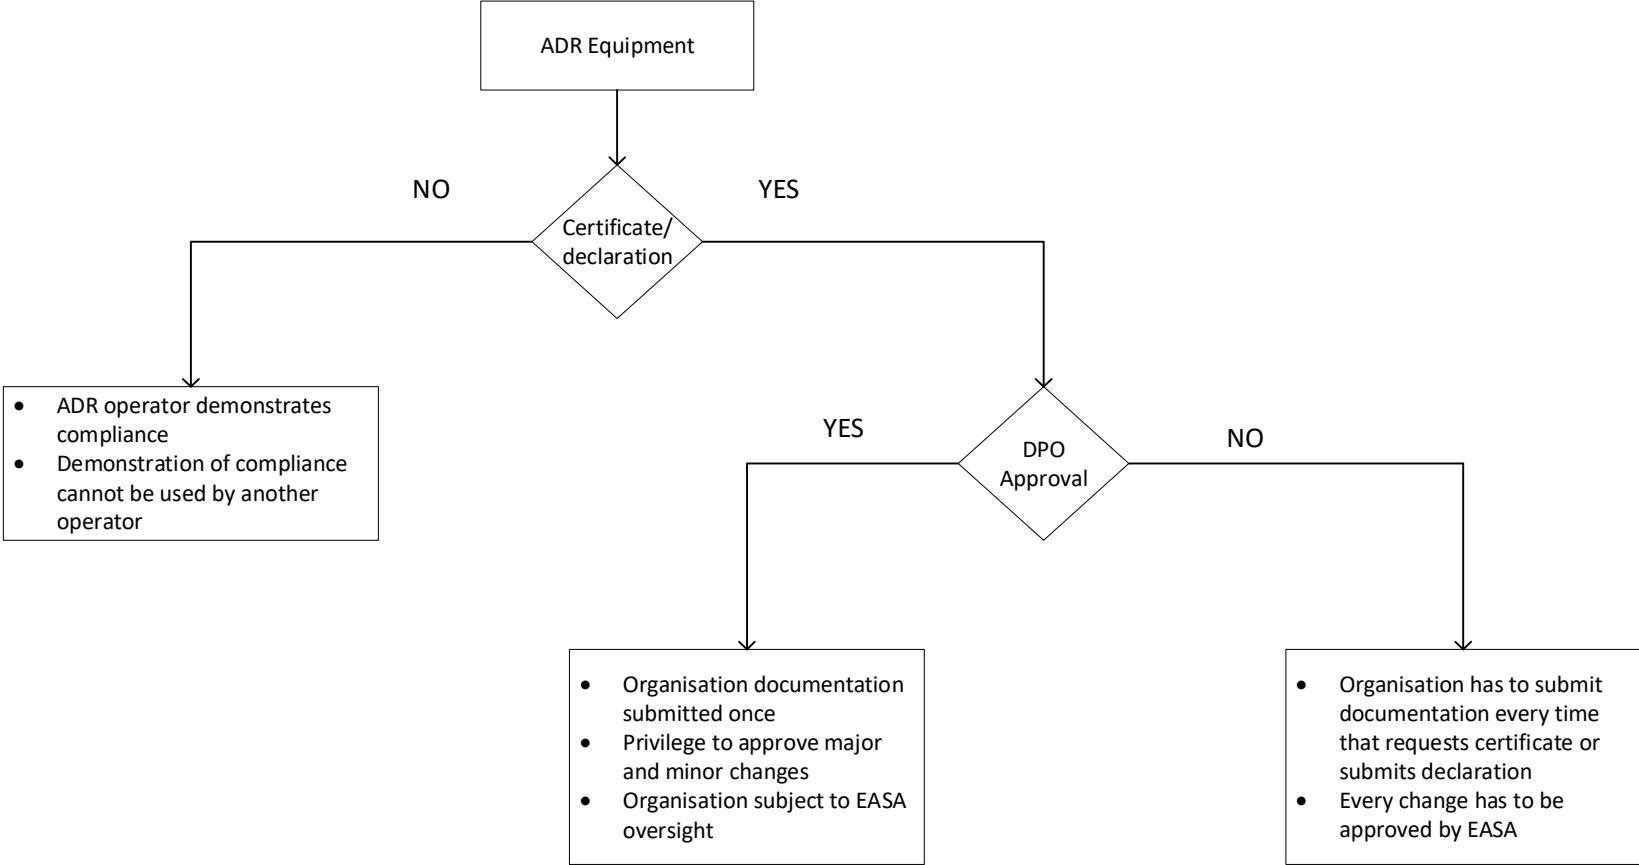 ADR Equipment
NO
YES
Certificate/
declaration
• ADR operator demonstrates
compliance
• Demonstration of compliance
cannot be used by another
operator
YES
NO
DPO
Approval
• Organisation documentation
submitted once
• Privilege to approve major
and minor changes
• Organisation subject to EASA
oversight
• Organisation has to submit
documentation every time
that requests certificate or
submits declaration
• Every change has to be
approved by EASA